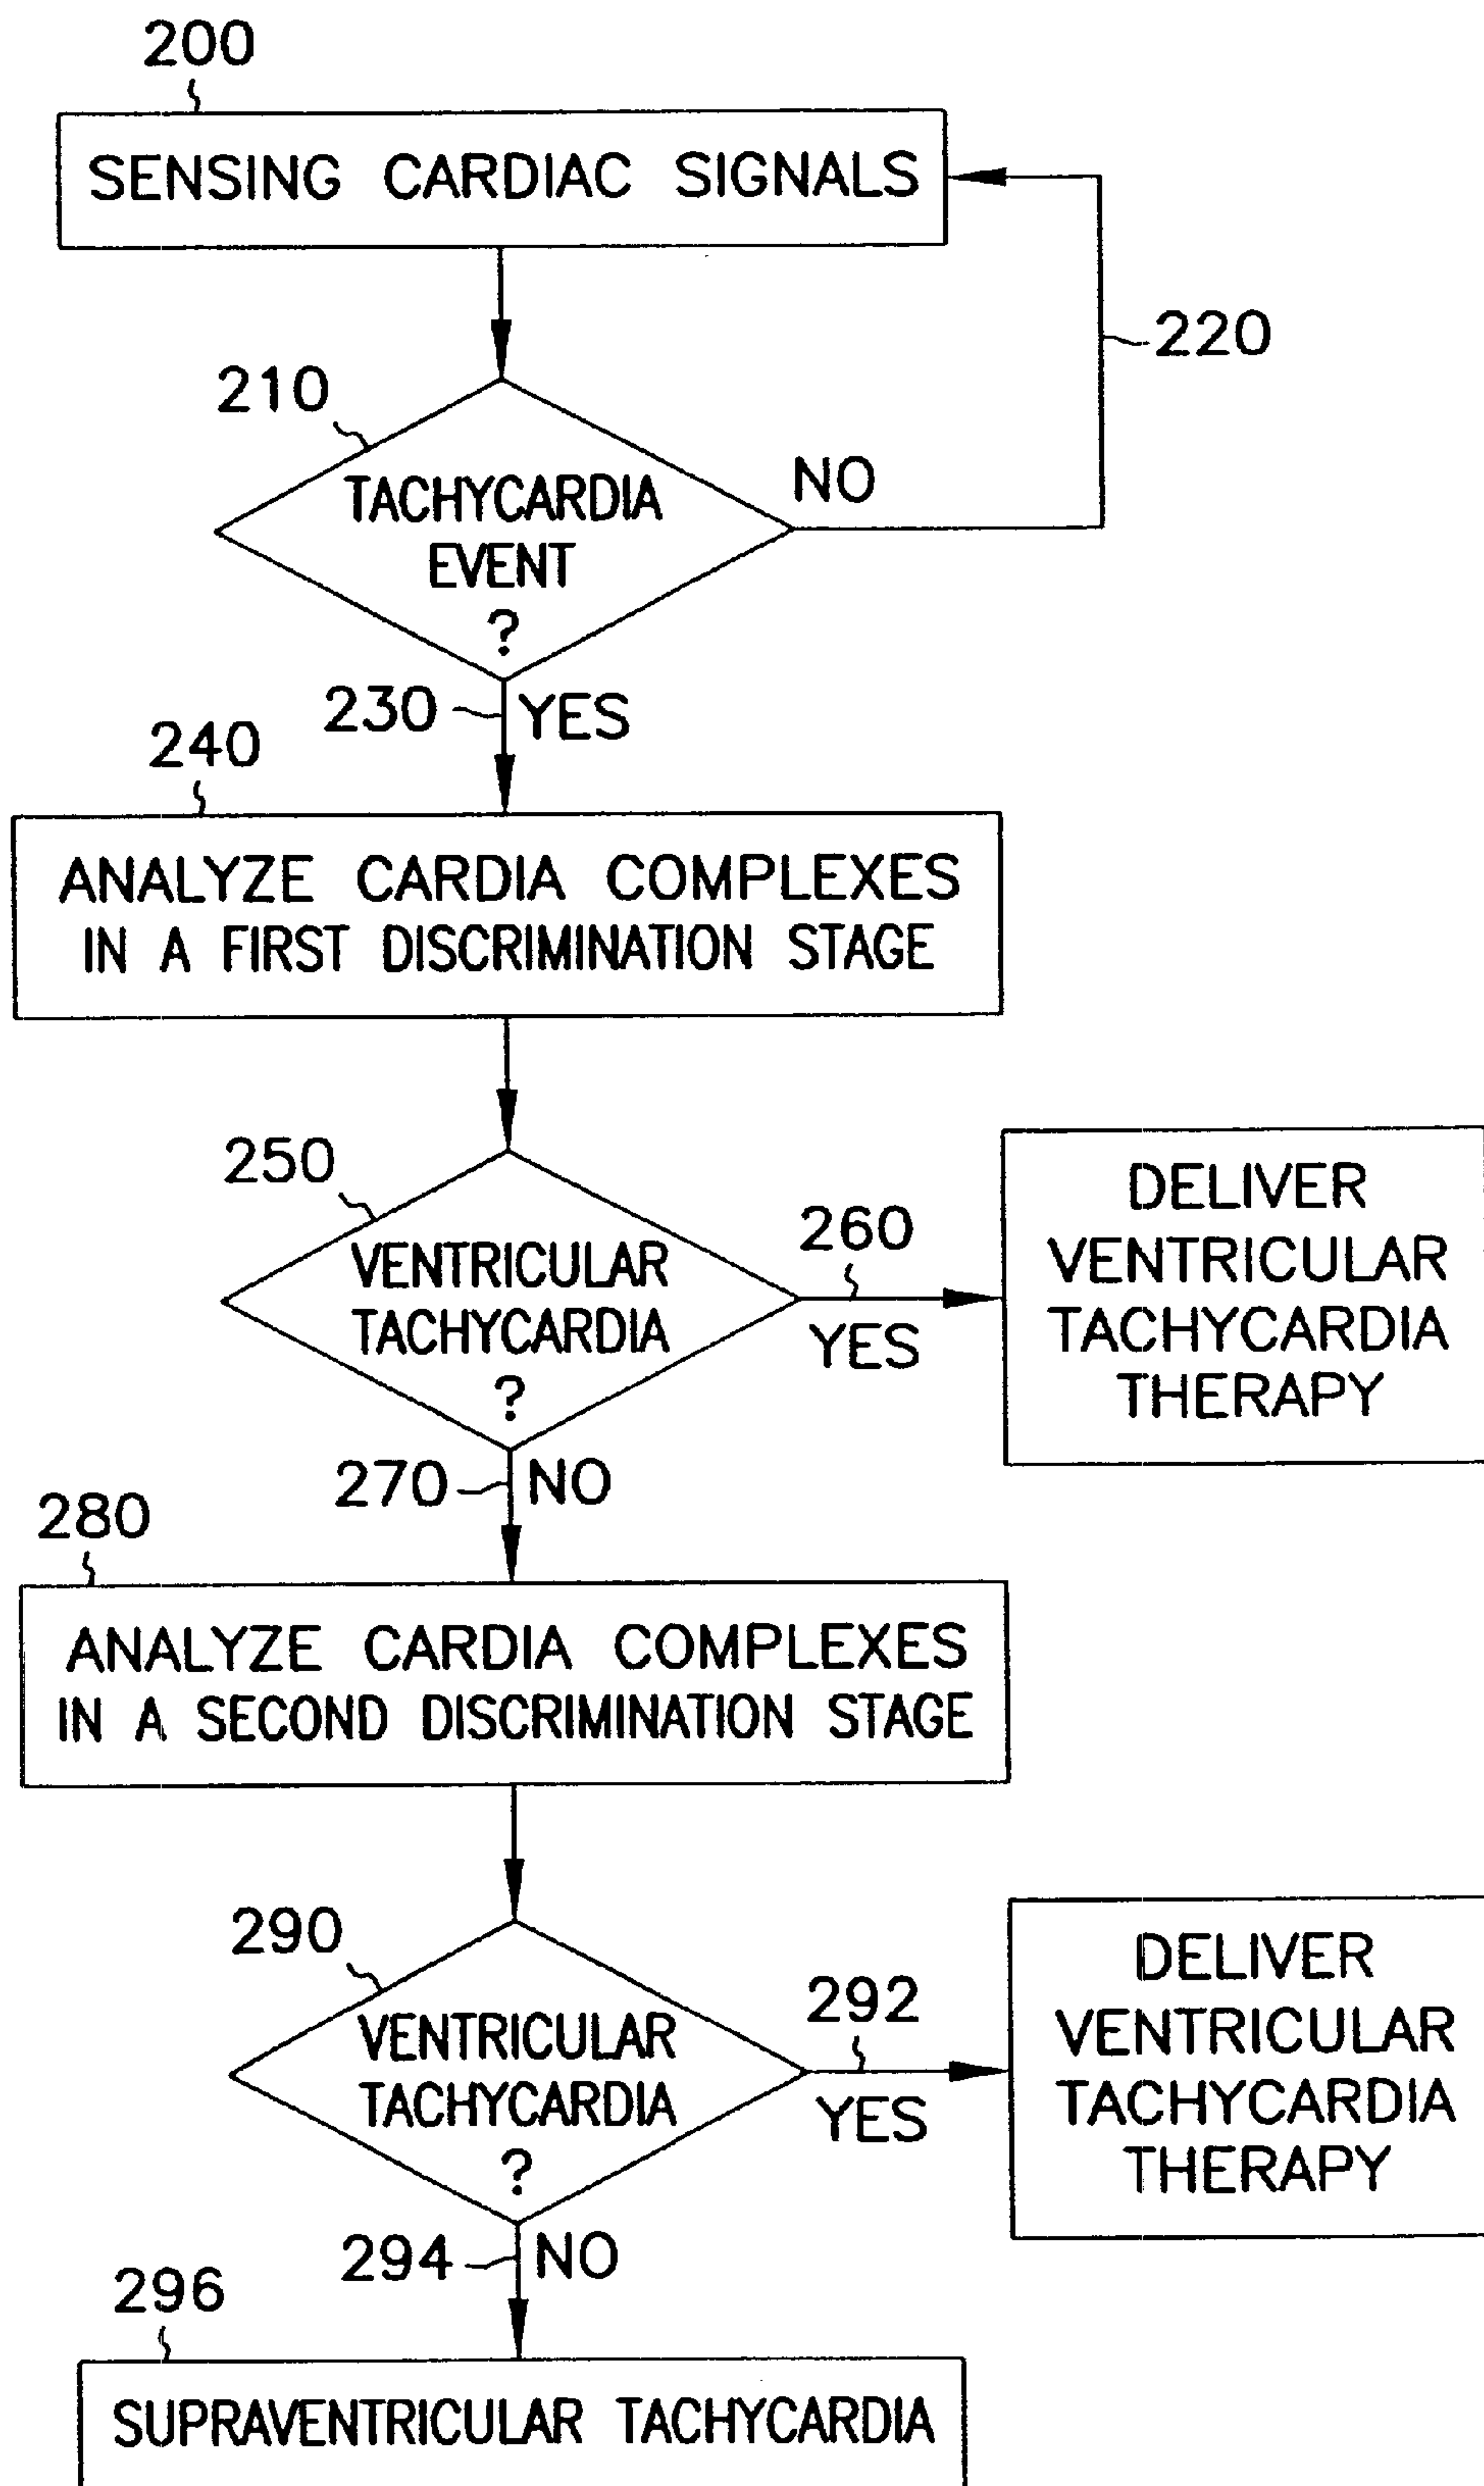 200
SENSING CARDIAC SIGNALS
220
210
TACHYCARDIA
EVENT
?
NO
230
YES
240
ANALYZE CARDIA COMPLEXES
IN A FIRST DISCRIMINATION STAGE
250
VENTRICULAR
TACHYCARDIA
?
260
YES
DELIVER
VENTRICULAR
TACHYCARDIA
THERAPY
270
NO
280
ANALYZE CARDIA COMPLEXES
IN A SECOND DISCRIMINATION STAGE
290
VENTRICULAR
TACHYCARDIA
?
292
YES
DELIVER
VENTRICULAR
TACHYCARDIA
THERAPY
294
NO
296
SUPRAVENTRICULAR TACHYCARDIA